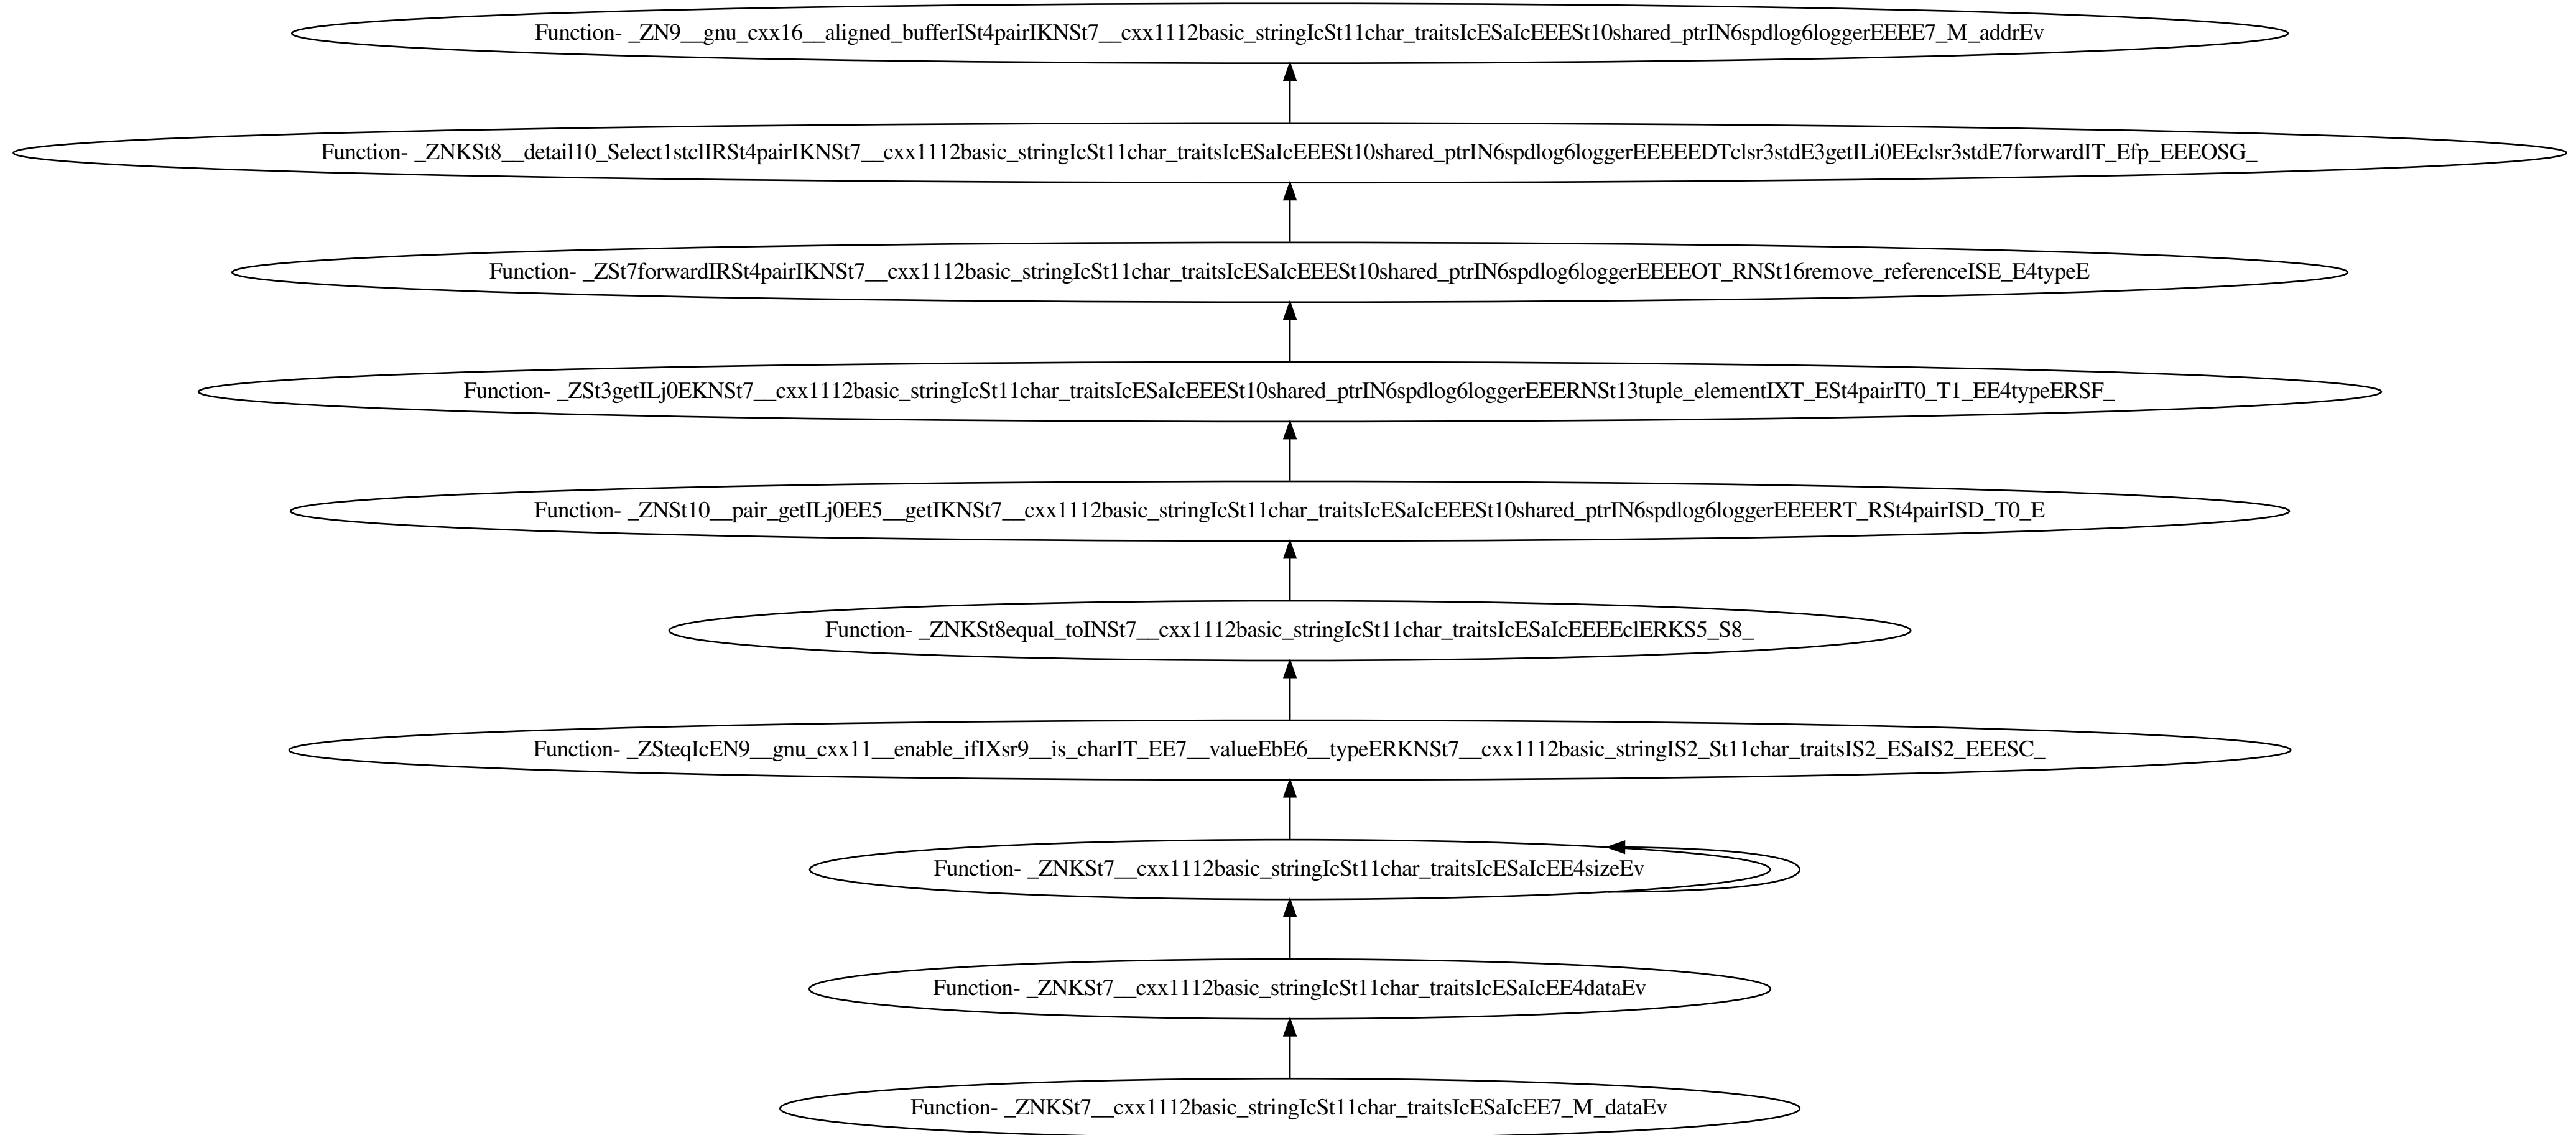 Function- _ZN9__gnu_cxx16__aligned_bufferISt4pairIKNSt7__cxx1112basic_stringIcSt11char_traitsIcESaIcEEESt10shared_ptrIN6spdlog6loggerEEEE7_M_addrEv
Function- _ZNKSt8__detail10_Select1stclIRSt4pairIKNSt7__cxx1112basic_stringIcSt11char_traitsIcESaIcEEESt10shared_ptrIN6spdlog6loggerEEEEEDTclsr3stdE3getILi0EEclsr3stdE7forwardIT_Efp_EEEOSG_
Function- _ZSt7forwardIRSt4pairIKNSt7__cxx1112basic_stringIcSt11char_traitsIcESaIcEEESt10shared_ptrIN6spdlog6loggerEEEEOT_RNSt16remove_referenceISE_E4typeE
Function- _ZSt3getILj0EKNSt7__cxx1112basic_stringIcSt11char_traitsIcESaIcEEESt10shared_ptrIN6spdlog6loggerEEERNSt13tuple_elementIXT_ESt4pairIT0_T1_EE4typeERSF_
Function- _ZNSt10__pair_getILj0EE5__getIKNSt7__cxx1112basic_stringIcSt11char_traitsIcESaIcEEESt10shared_ptrIN6spdlog6loggerEEEERT_RSt4pairISD_T0_E
Function- _ZNKSt8equal_toINSt7__cxx1112basic_stringIcSt11char_traitsIcESaIcEEEEclERKS5_S8_
Function- _ZSteqIcEN9__gnu_cxx11__enable_ifIXsr9__is_charIT_EE7__valueEbE6__typeERKNSt7__cxx1112basic_stringIS2_St11char_traitsIS2_ESaIS2_EEESC_
Function- _ZNKSt7__cxx1112basic_stringIcSt11char_traitsIcESaIcEE4sizeEv
Function- _ZNKSt7__cxx1112basic_stringIcSt11char_traitsIcESaIcEE4dataEv
Function- _ZNKSt7__cxx1112basic_stringIcSt11char_traitsIcESaIcEE7_M_dataEv